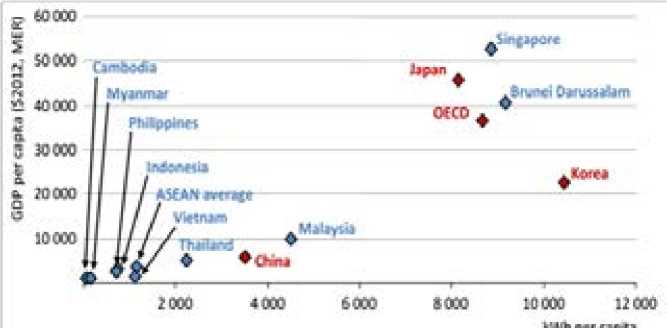 GDP per capita ($2012, MER)
60 000
50 000
40 000
30 000
20 000
10 000
Singapore
Japan
Cambodia
Brunei Darussalam
Myanmar
OECD
Philippines
Indonesia
Korea
ASEAN average
Vietnam
Malaysia
Thailand
China
2 000
4 000
6 000
8 000
10 000
12 000
kWh per capita